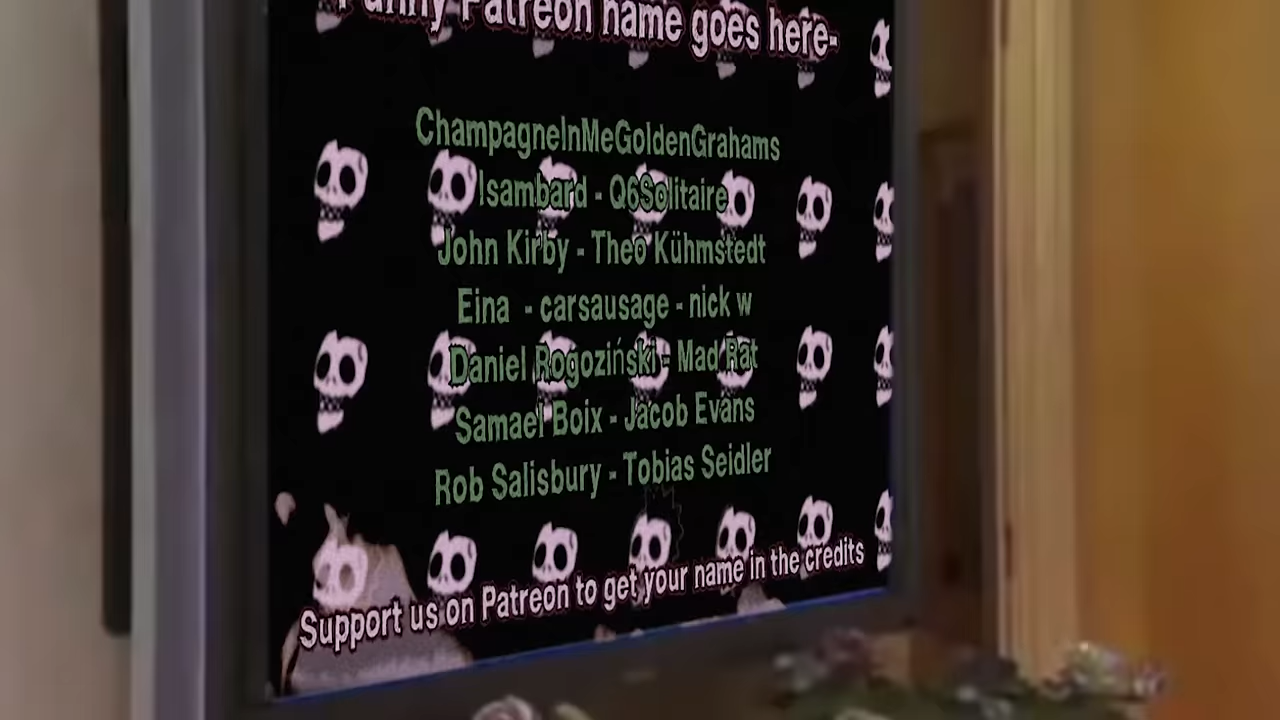 Funny Patreon name goes here-
ChampagneInMeGoldenGrahams
Isambard - Q6Solitaire
John Kirby - Theo Kühmstedt
Eina - carsausage - nick w
Daniel Rogoziński - Mad Rat
Samael Boix - Jacob Evans
Rob Salisbury - Tobias Seidler
Support us on Patreon to get your name in the credits